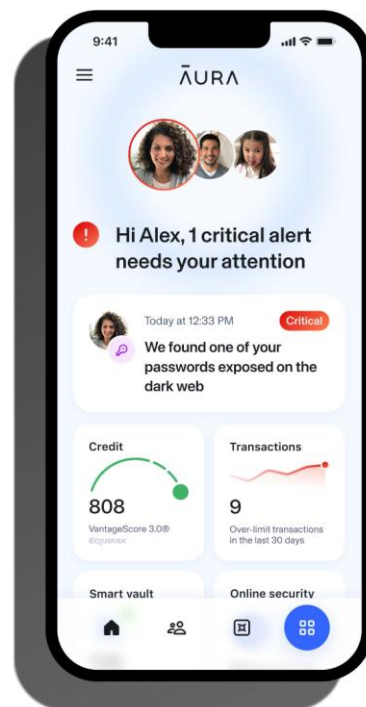 9:41
ĀURA
Hi Alex, 1 critical alert
needs your attention
Today at 12:33 PM
Critical
We found one of your
passwords exposed on the
dark web
Credit
808
VantageScore 3.0®
EQUIFAX
Transactions
9
Over-limit transactions
in the last 30 days
Smart vault
Online security